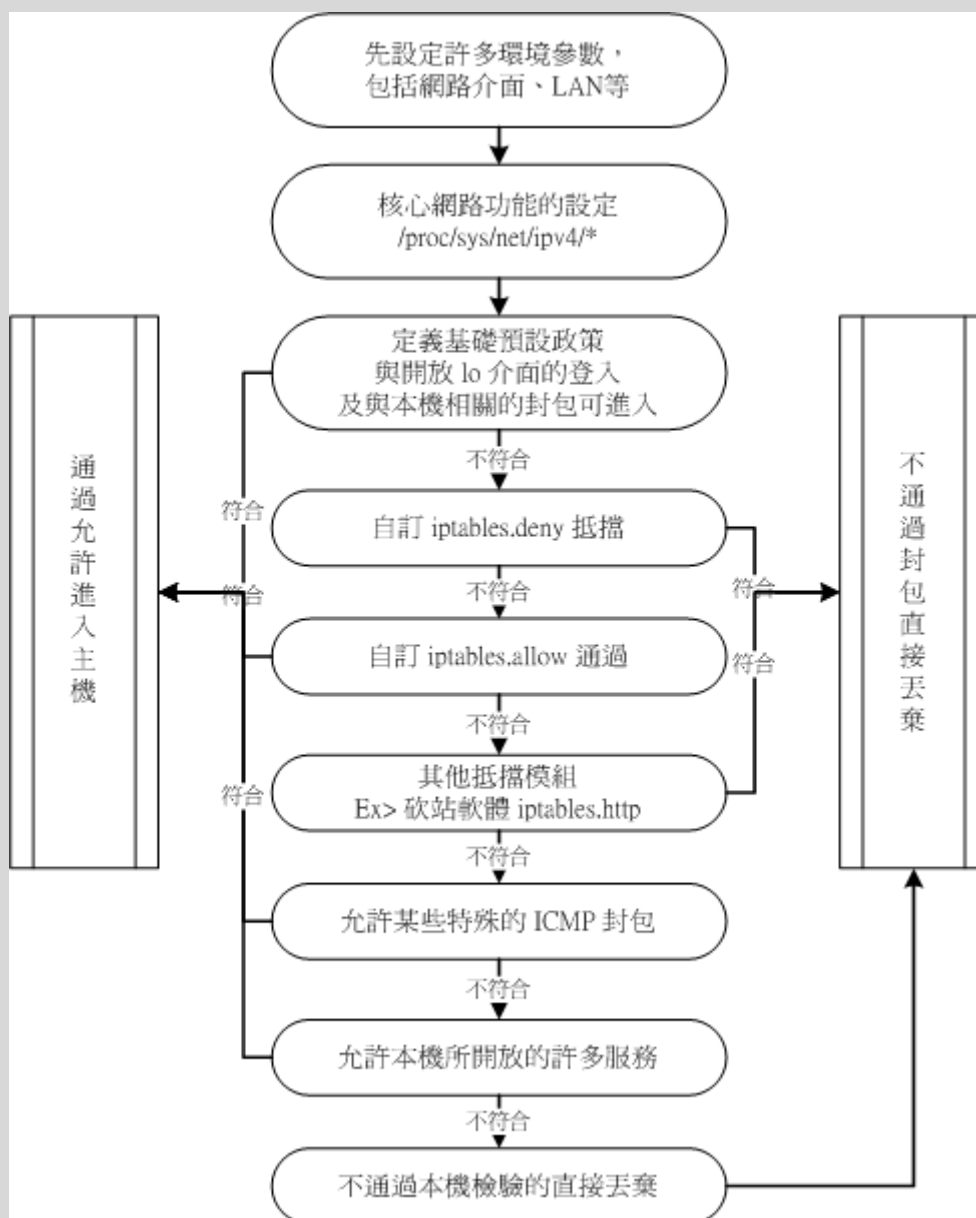 先設定許多環境參數，
包括網路介面、LAN等
核心網路功能的設定
/proc/sys/net/ipv4/*
定義基礎預設政策
與開放 lo 介面的登入
及與本機相關的封包可進入
不符合
符合
自訂 iptables.deny 抵擋
符合
不符合
符合
自訂 iptables.allow 通過
符合
不符合
其他抵擋模組
Ex> 砍站軟體 iptables.http
符合
不符合
允許某些特殊的 ICMP 封包
不符合
允許本機所開放的許多服務
不符合
不通過本機檢驗的直接丟棄
通過允許進入主機
不通過封包直接丟棄